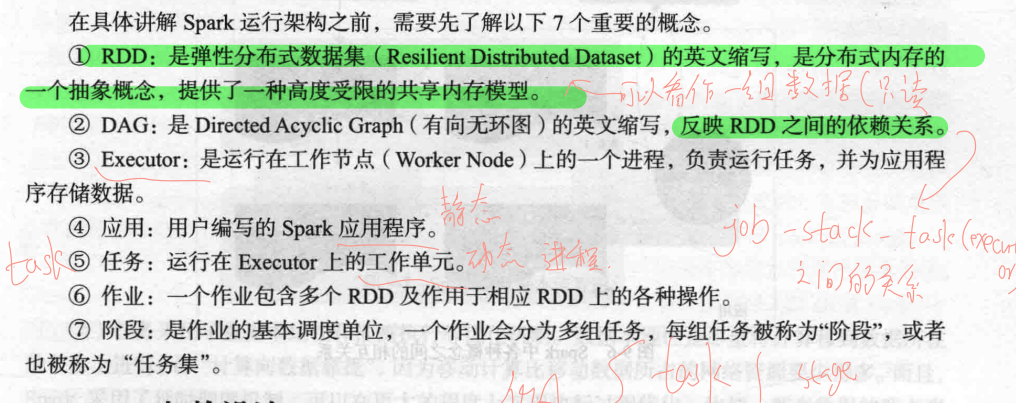 在具体讲解 Spark 运行架构之前，需要先了解以下 7 个重要的概念。
① RDD：是弹性分布式数据集（Resilient Distributed Dataset）的英文缩写，是分布式内存的
一个抽象概念，提供了一种高度受限的共享内存模型。
可以看作一组数据(只读
② DAG：是 Directed Acyclic Graph（有向无环图）的英文缩写，反映 RDD 之间的依赖关系。
③ Executor：是运行在工作节点（Worker Node）上的一个进程，负责运行任务，并为应用程
序存储数据。
④ 应用：用户编写的 Spark 应用程序。
静态
job - stack - task(execu
or
之间的关系
task
⑤ 任务：运行在 Executor 上的工作单元。
动态 进程
⑥ 作业：一个作业包含多个 RDD 及作用于相应 RDD 上的各种操作。
⑦ 阶段：是作业的基本调度单位，一个作业会分为多组任务，每组任务被称为“阶段”，或者
也被称为“任务集”。
task
stage